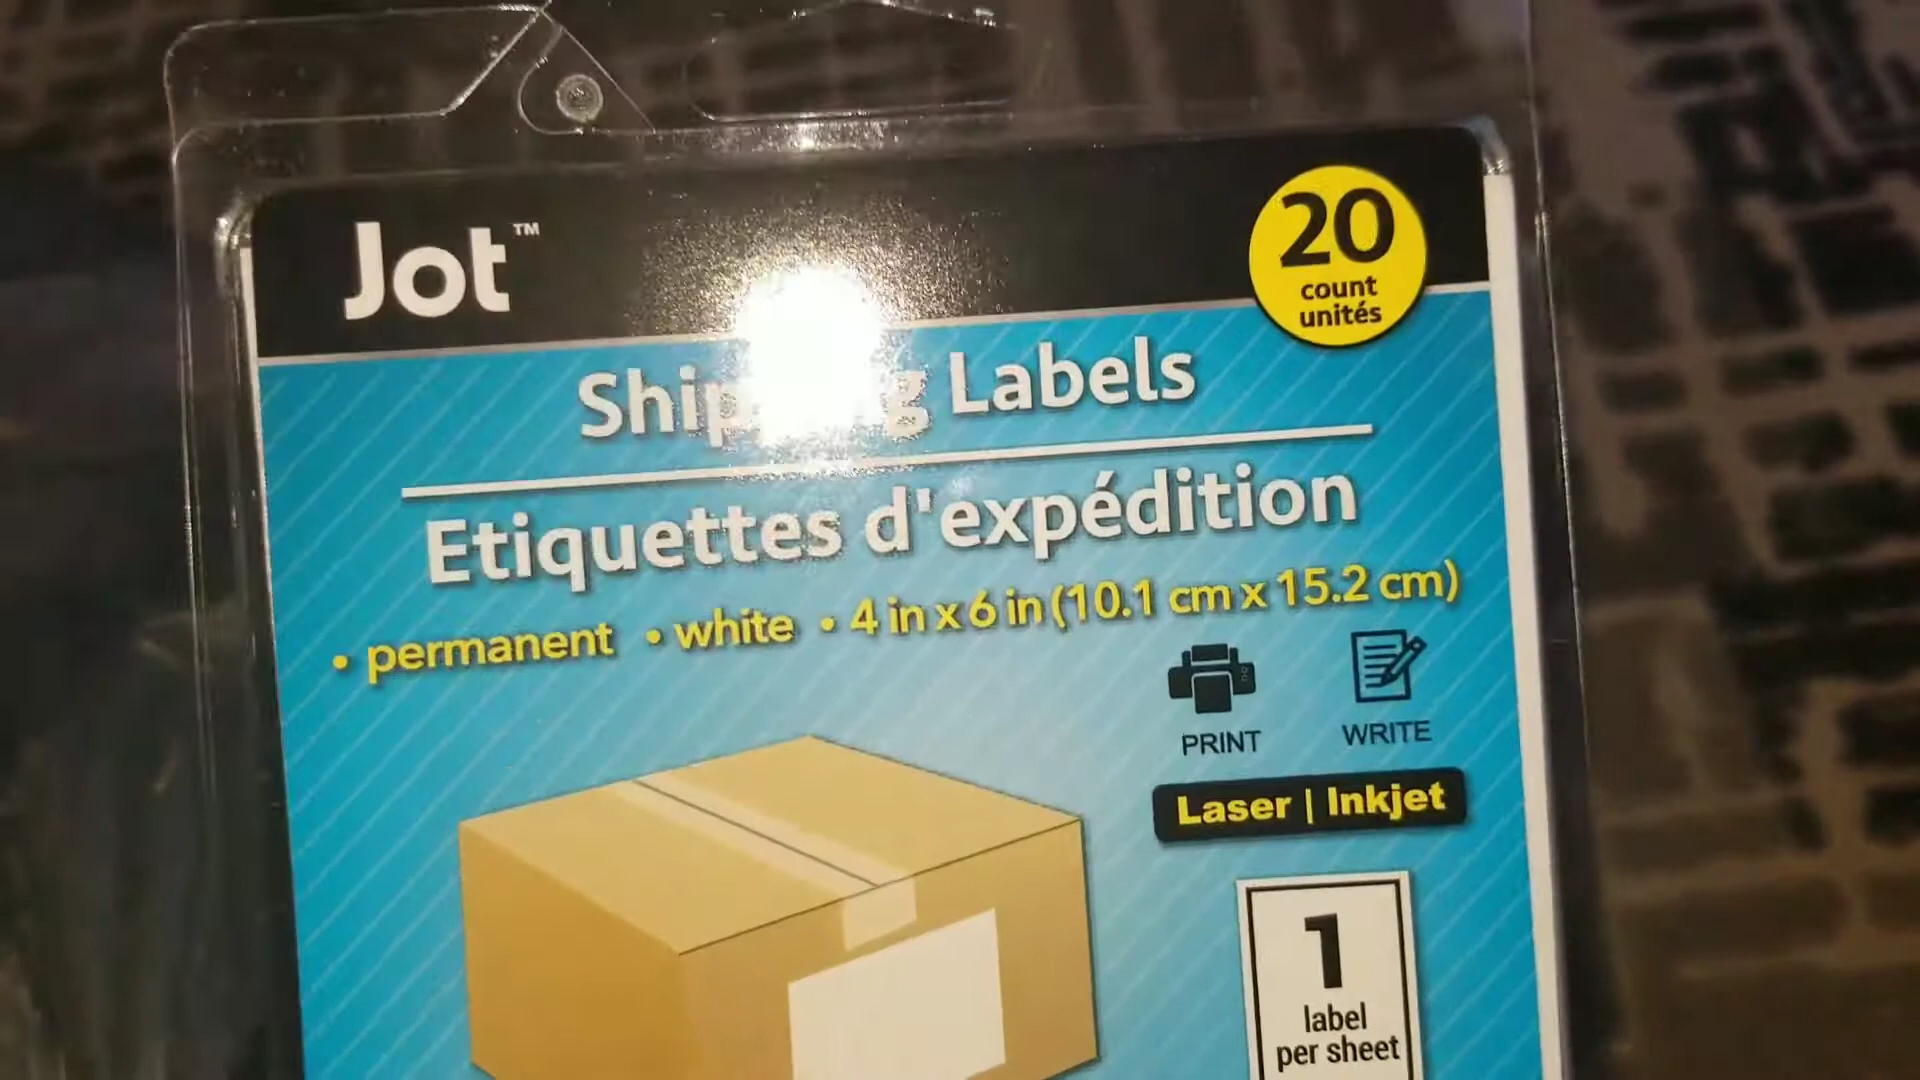 Jot™
20
count
unités
Labels
Etiquettes d'expédition
• permanent • white • 4 in x 6 in (10.1 cm x 15.2 cm)
PRINT
WRITE
Laser | Inkjet
1
label
per sheet